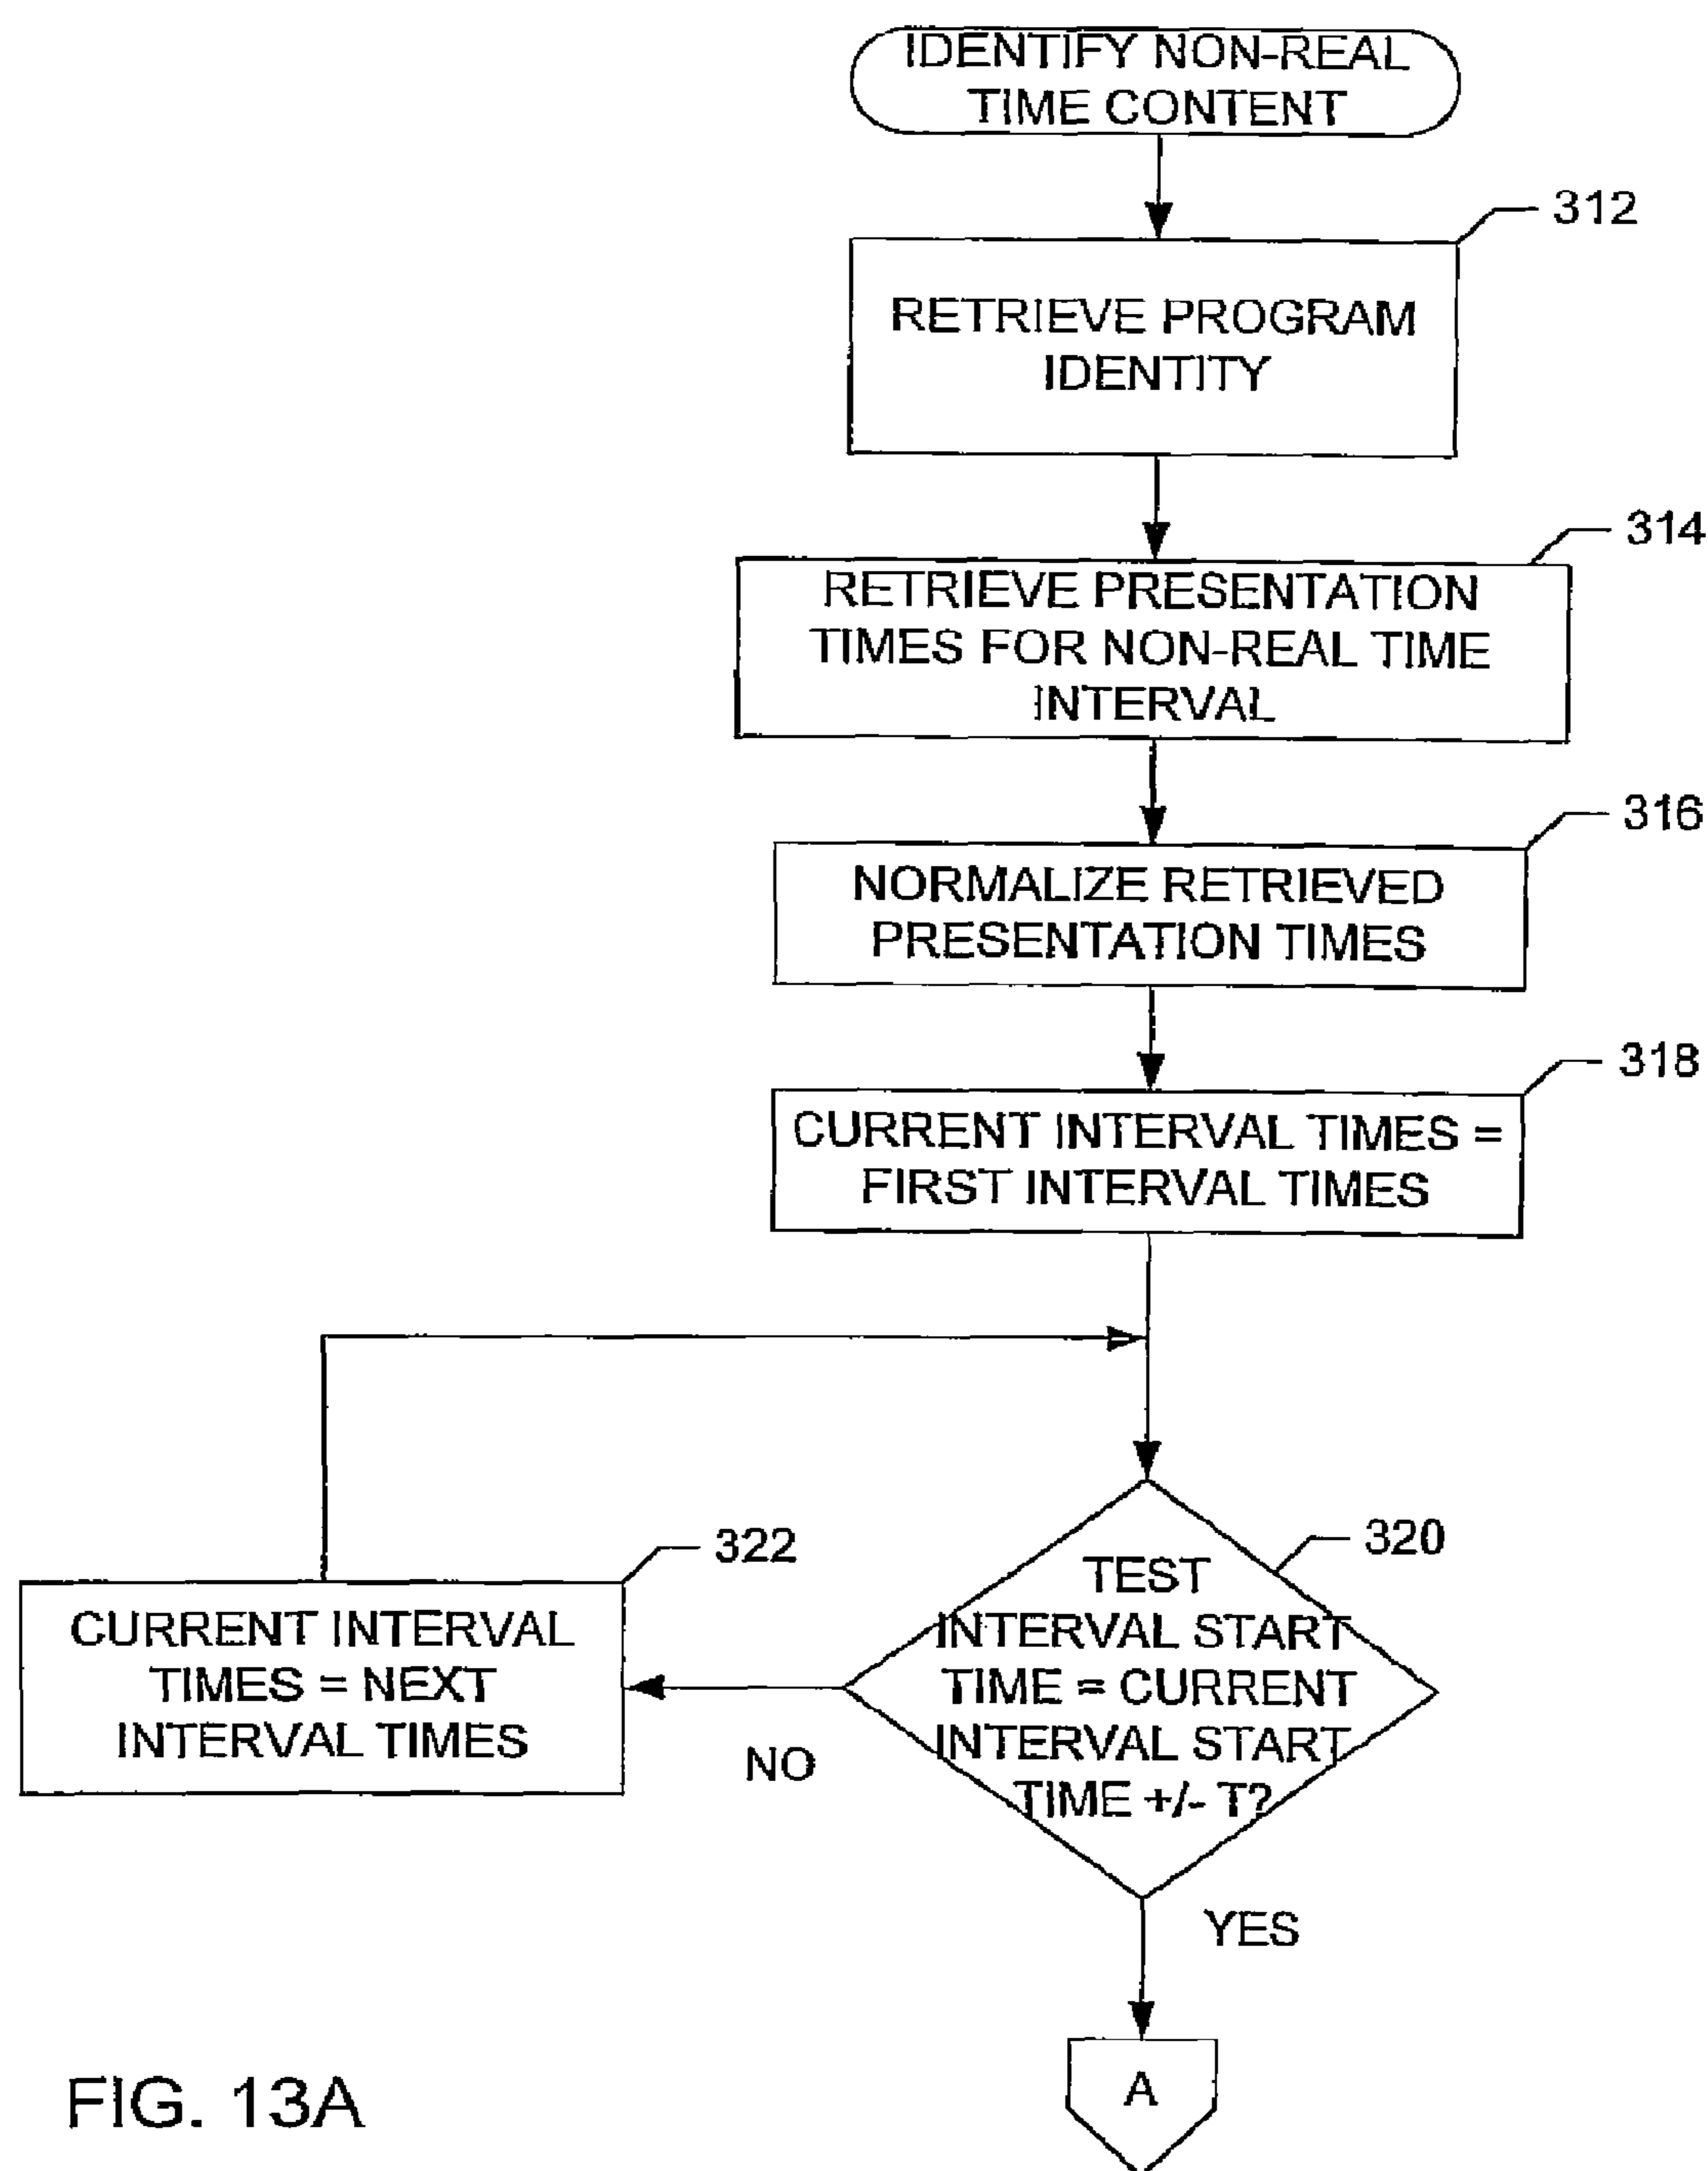 IDENTIFY NON-REAL
TIME CONTENT
312
RETRIEVE PROGRAM
IDENTITY
314
RETRIEVE PRESENTATION
TIMES FOR NON-REAL TIME
INTERVAL
316
NORMALIZE RETRIEVED
PRESENTATION TIMES
318
CURRENT INTERVAL TIMES =
FIRST INTERVAL TIMES
320
TEST
INTERVAL START
TIME = CURRENT
INTERVAL START
TIME +/- T?
322
CURRENT INTERVAL
TIMES = NEXT
INTERVAL TIMES
NO
YES
A
FIG. 13A